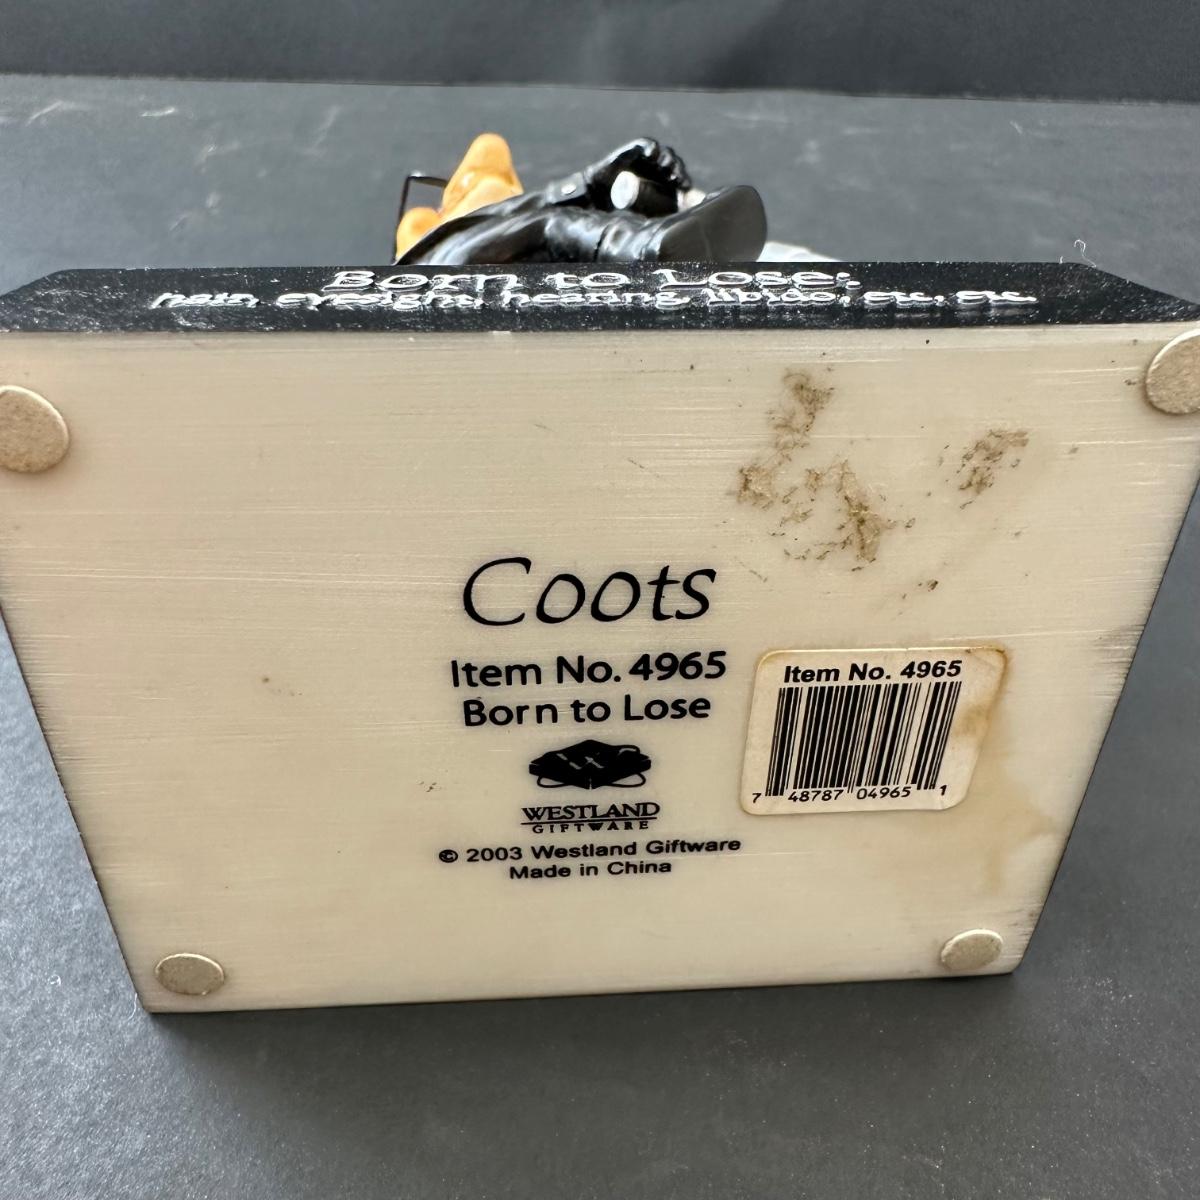 Born to Lose:
hair, eyesight, hearing, libido, etc. etc.
Coots
Item No. 4965
Born to Lose
WESTLAND
GIFTWARE
© 2003 Westland Giftware
Made in China
Item No. 4965
7 48787 04965 1